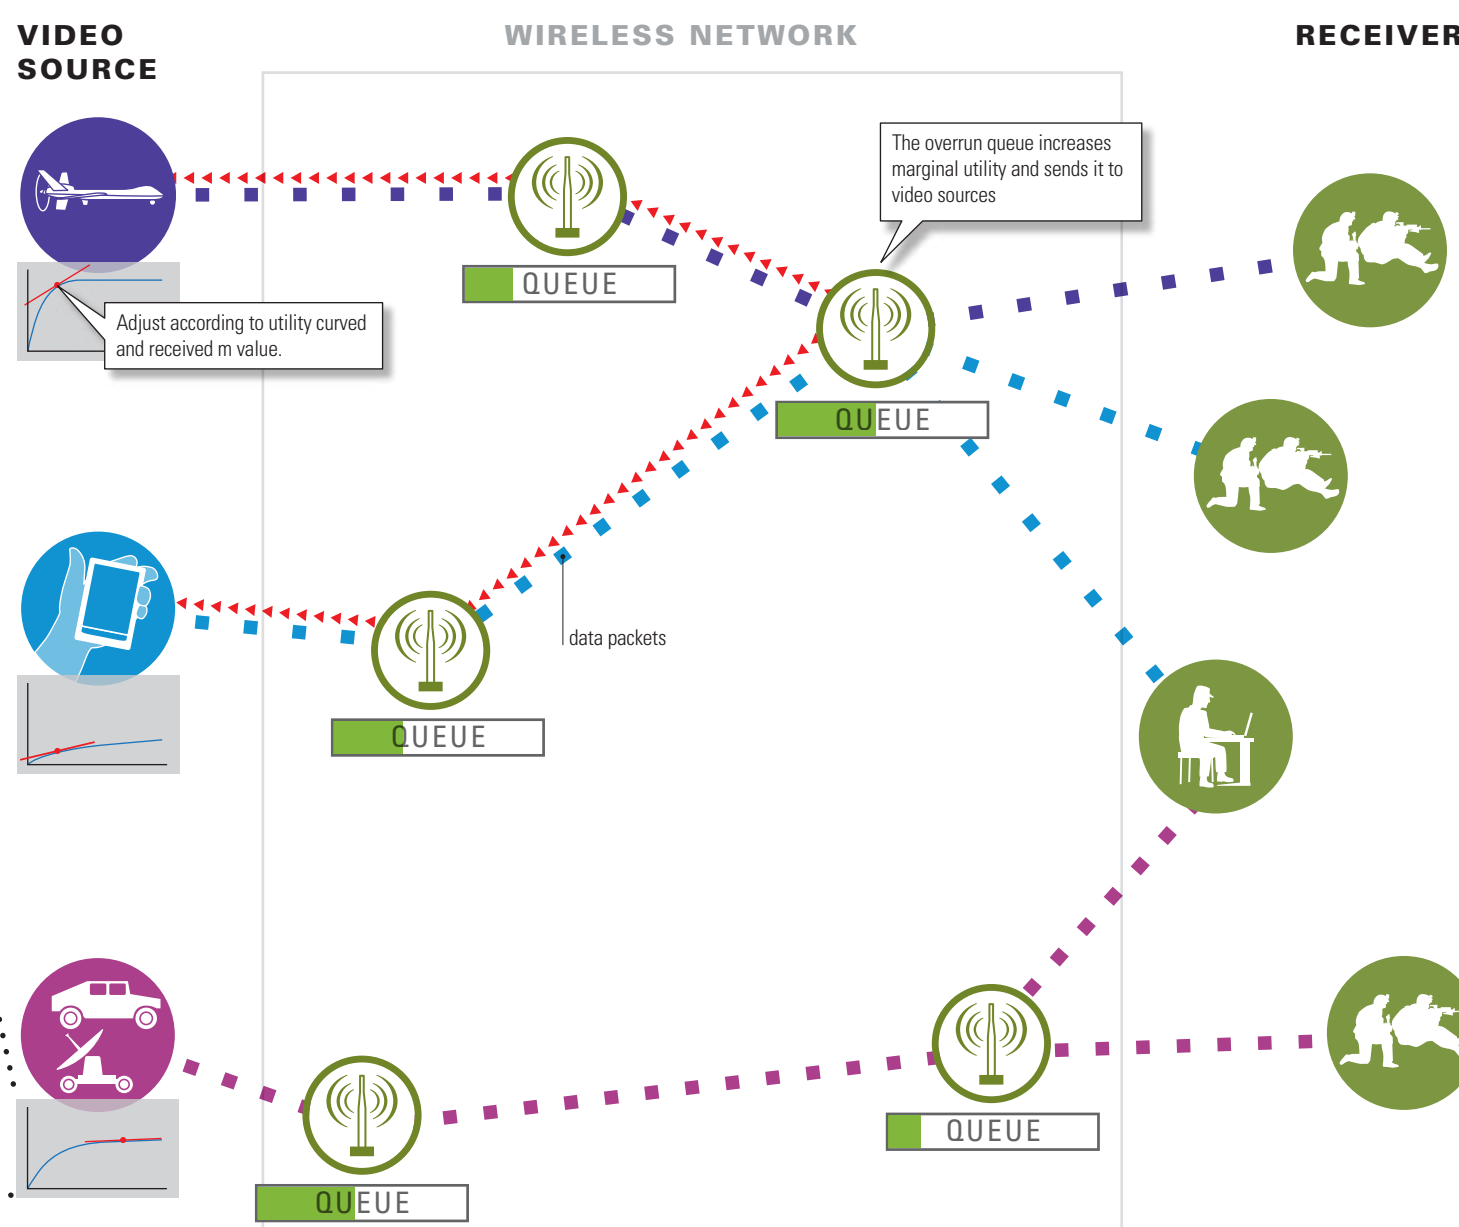 VIDEO
SOURCE
WIRELESS NETWORK
RECEIVER
The overrun queue increases
marginal utility and sends it to
video sources
QUEUE
Adjust according to utility curved
and received m value.
QUEUE
data packets
QUEUE
QUEUE
QUEUE